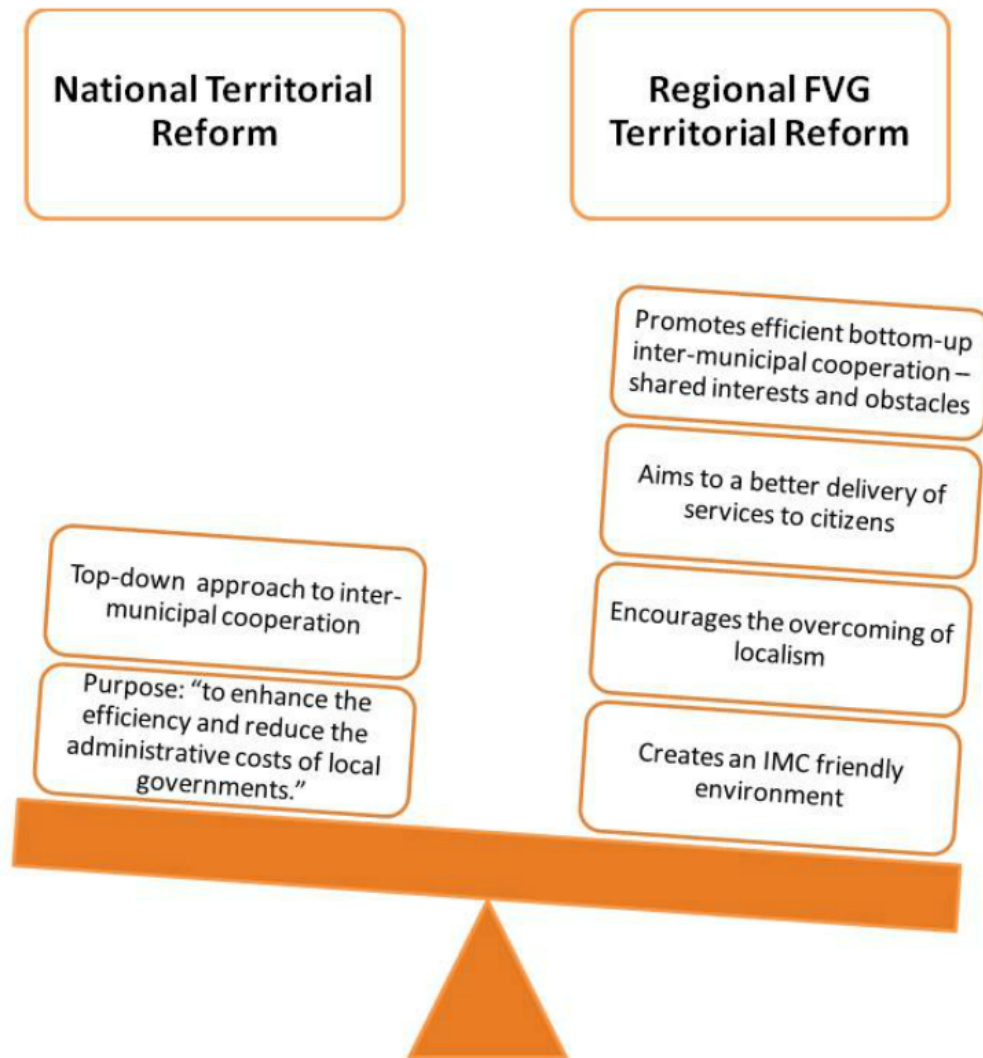 National Territorial
Reform
Regional FVG
Territorial Reform
Promotes efficient bottom-up
inter-municipal cooperation –
shared interests and obstacles
Aims to a better delivery of
services to citizens
Encourages the overcoming of
localism
Creates an IMC friendly
environment
Top-down approach to inter-
municipal cooperation
Purpose: “to enhance the
efficiency and reduce the
administrative costs of local
governments.”